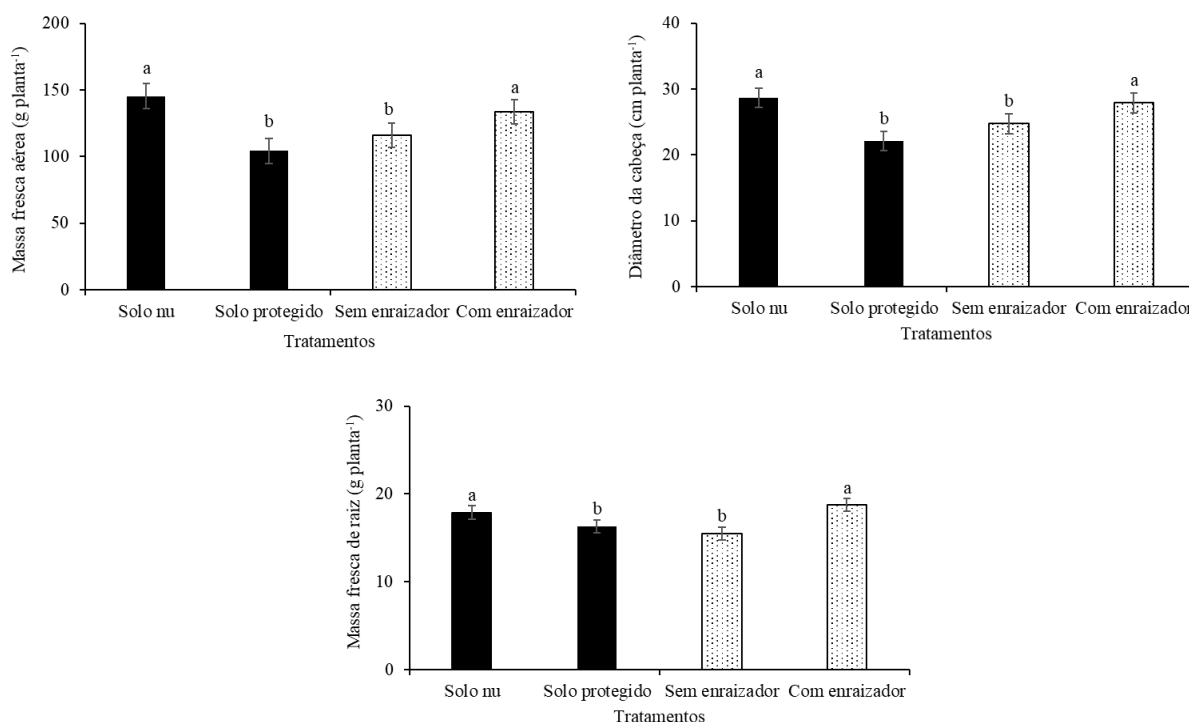 Massa fresca aérea (g planta⁻¹)
200
150
100
50
0
a
b
b
a
Solo nu Solo protegido Sem enraizador Com enraizador
Tratamentos
Diâmetro da cabeça (cm planta⁻¹)
40
30
20
10
0
a
b
b
a
Solo nu Solo protegido Sem enraizador Com enraizador
Tratamentos
Massa fresca de raiz (g planta⁻¹)
30
20
10
0
a
b
b
a
Solo nu Solo protegido Sem enraizador Com enraizador
Tratamentos